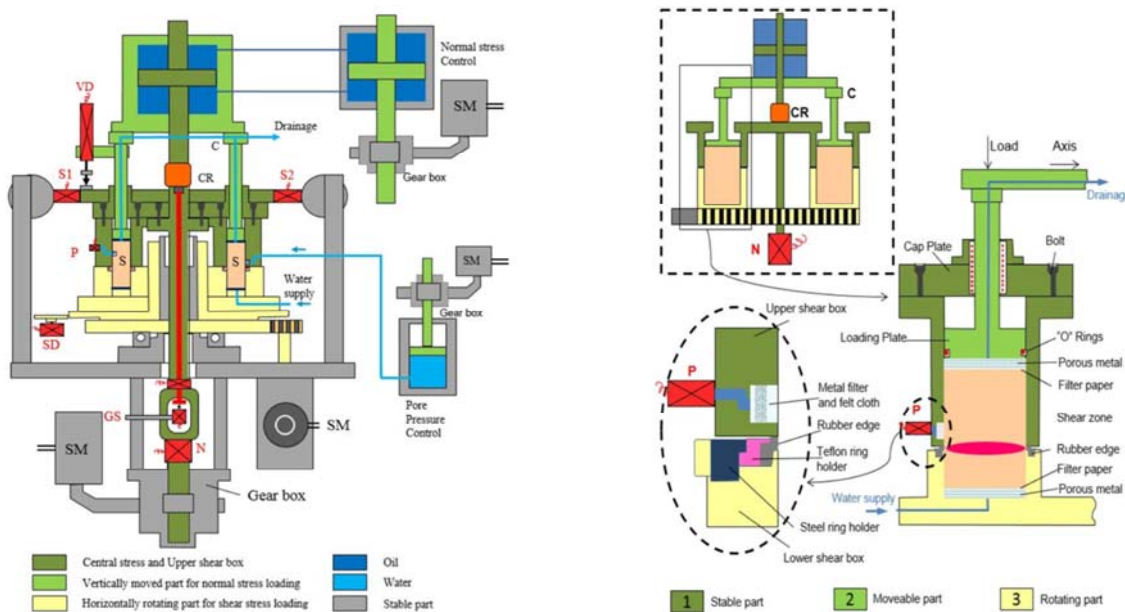 Normal stress
Control
VD
SM
Drainage
C
Gear box
S1
CR
S2
P
S
S
SM
Water
supply
Gear box
SD
GS
Pore
Pressure
Control
SM
SM
N
Gear box
Central stress and Upper shear box
Vertically moved part for normal stress loading
Horizontally rotating part for shear stress loading
Oil
Water
Stable part
C
CR
N
Load
Axis
Drainag
Cap Plate
Bolt
Upper shear box
Loading Plate
"O" Rings
Porous metal
Filter paper
P
Metal filter
and felt cloth
Shear zone
P
Rubber edge
Rubber edge
Teflon ring
holder
Filter paper
Porous metal
Water supply
Steel ring holder
Lower shear box
1 Stable part
2 Moveable part
3 Rotating part